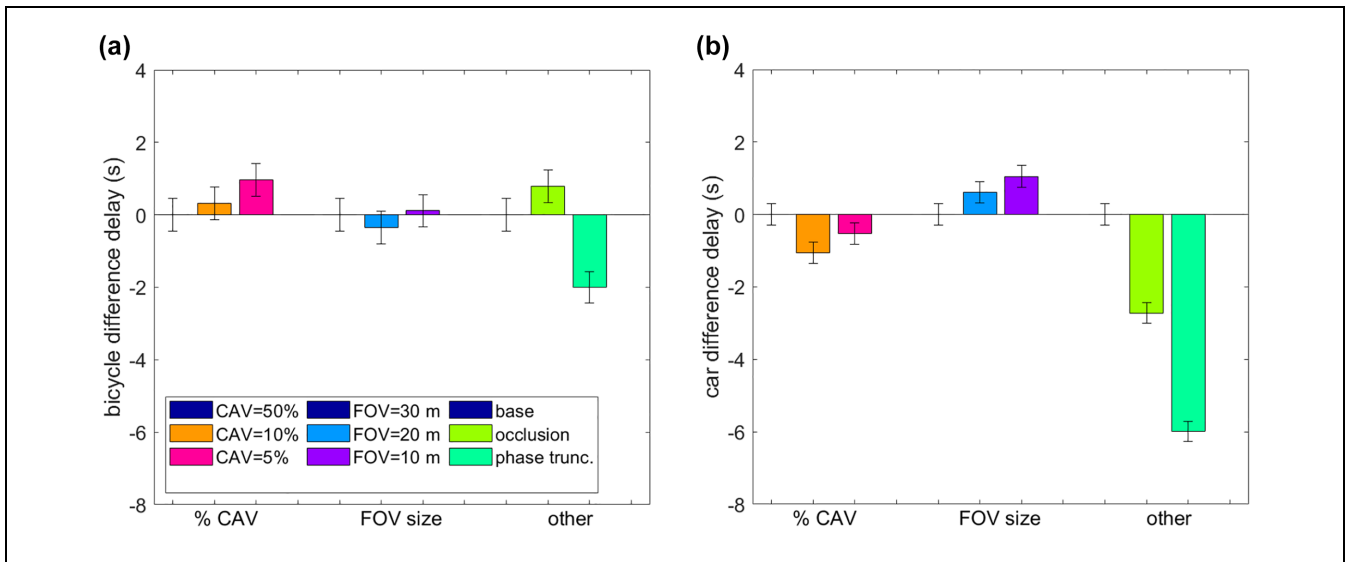 (a)
bicycle difference delay (s)
4
2
0
-2
-4
-6
-8
CAV=50% FOV=30 m base
CAV=10% FOV=20 m occlusion
CAV=5% FOV=10 m phase trunc.
% CAV FOV size other
(b)
car difference delay (s)
4
2
0
-2
-4
-6
-8
% CAV FOV size other